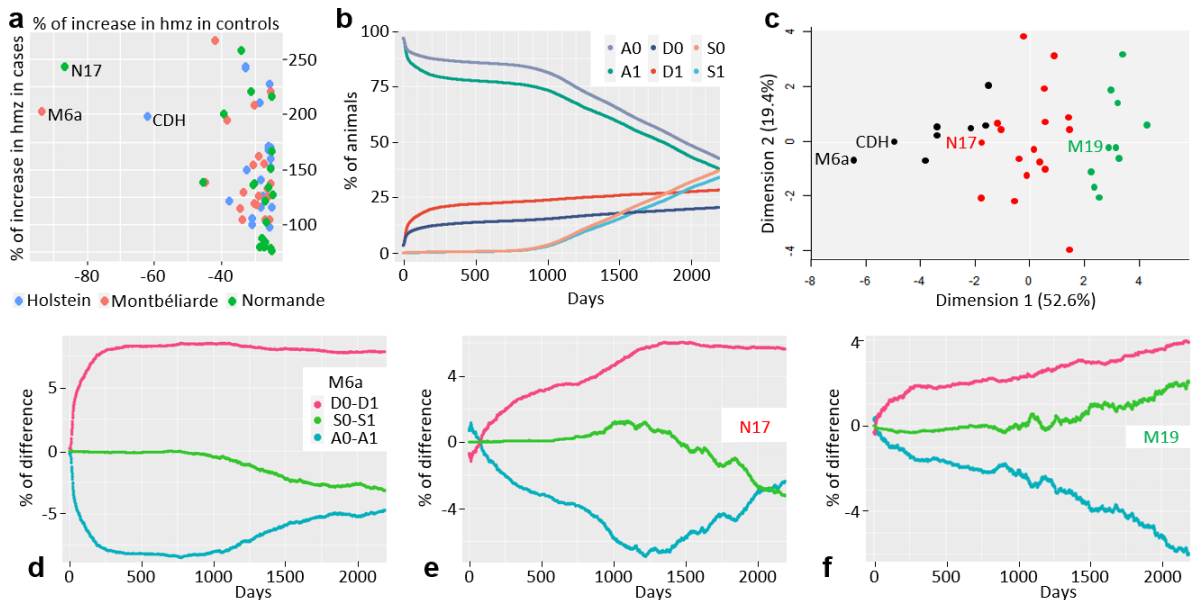 a
% of increase in hmz in controls
% of increase in hmz in cases
N17
M6a
CDH
250
200
150
100
-80
-60
-40
Holstein
Montbéliarde
Normande
b
% of animals
100
75
50
25
0
A0 D0 S0
A1 D1 S1
0 500 1000 1500 2000
Days
c
Dimension 2 (19.4%)
4
2
0
-2
-4
CDH
M6a
N17
M19
-8 -6 -4 -2 0 2 4
Dimension 1 (52.6%)
d
% of difference
5
0
-5
M6a
D0-D1
S0-S1
A0-A1
0 500 1000 1500 2000
Days
e
% of difference
4
0
-4
N17
0 500 1000 1500 2000
Days
f
% of difference
4
0
-4
M19
0 500 1000 1500 2000
Days